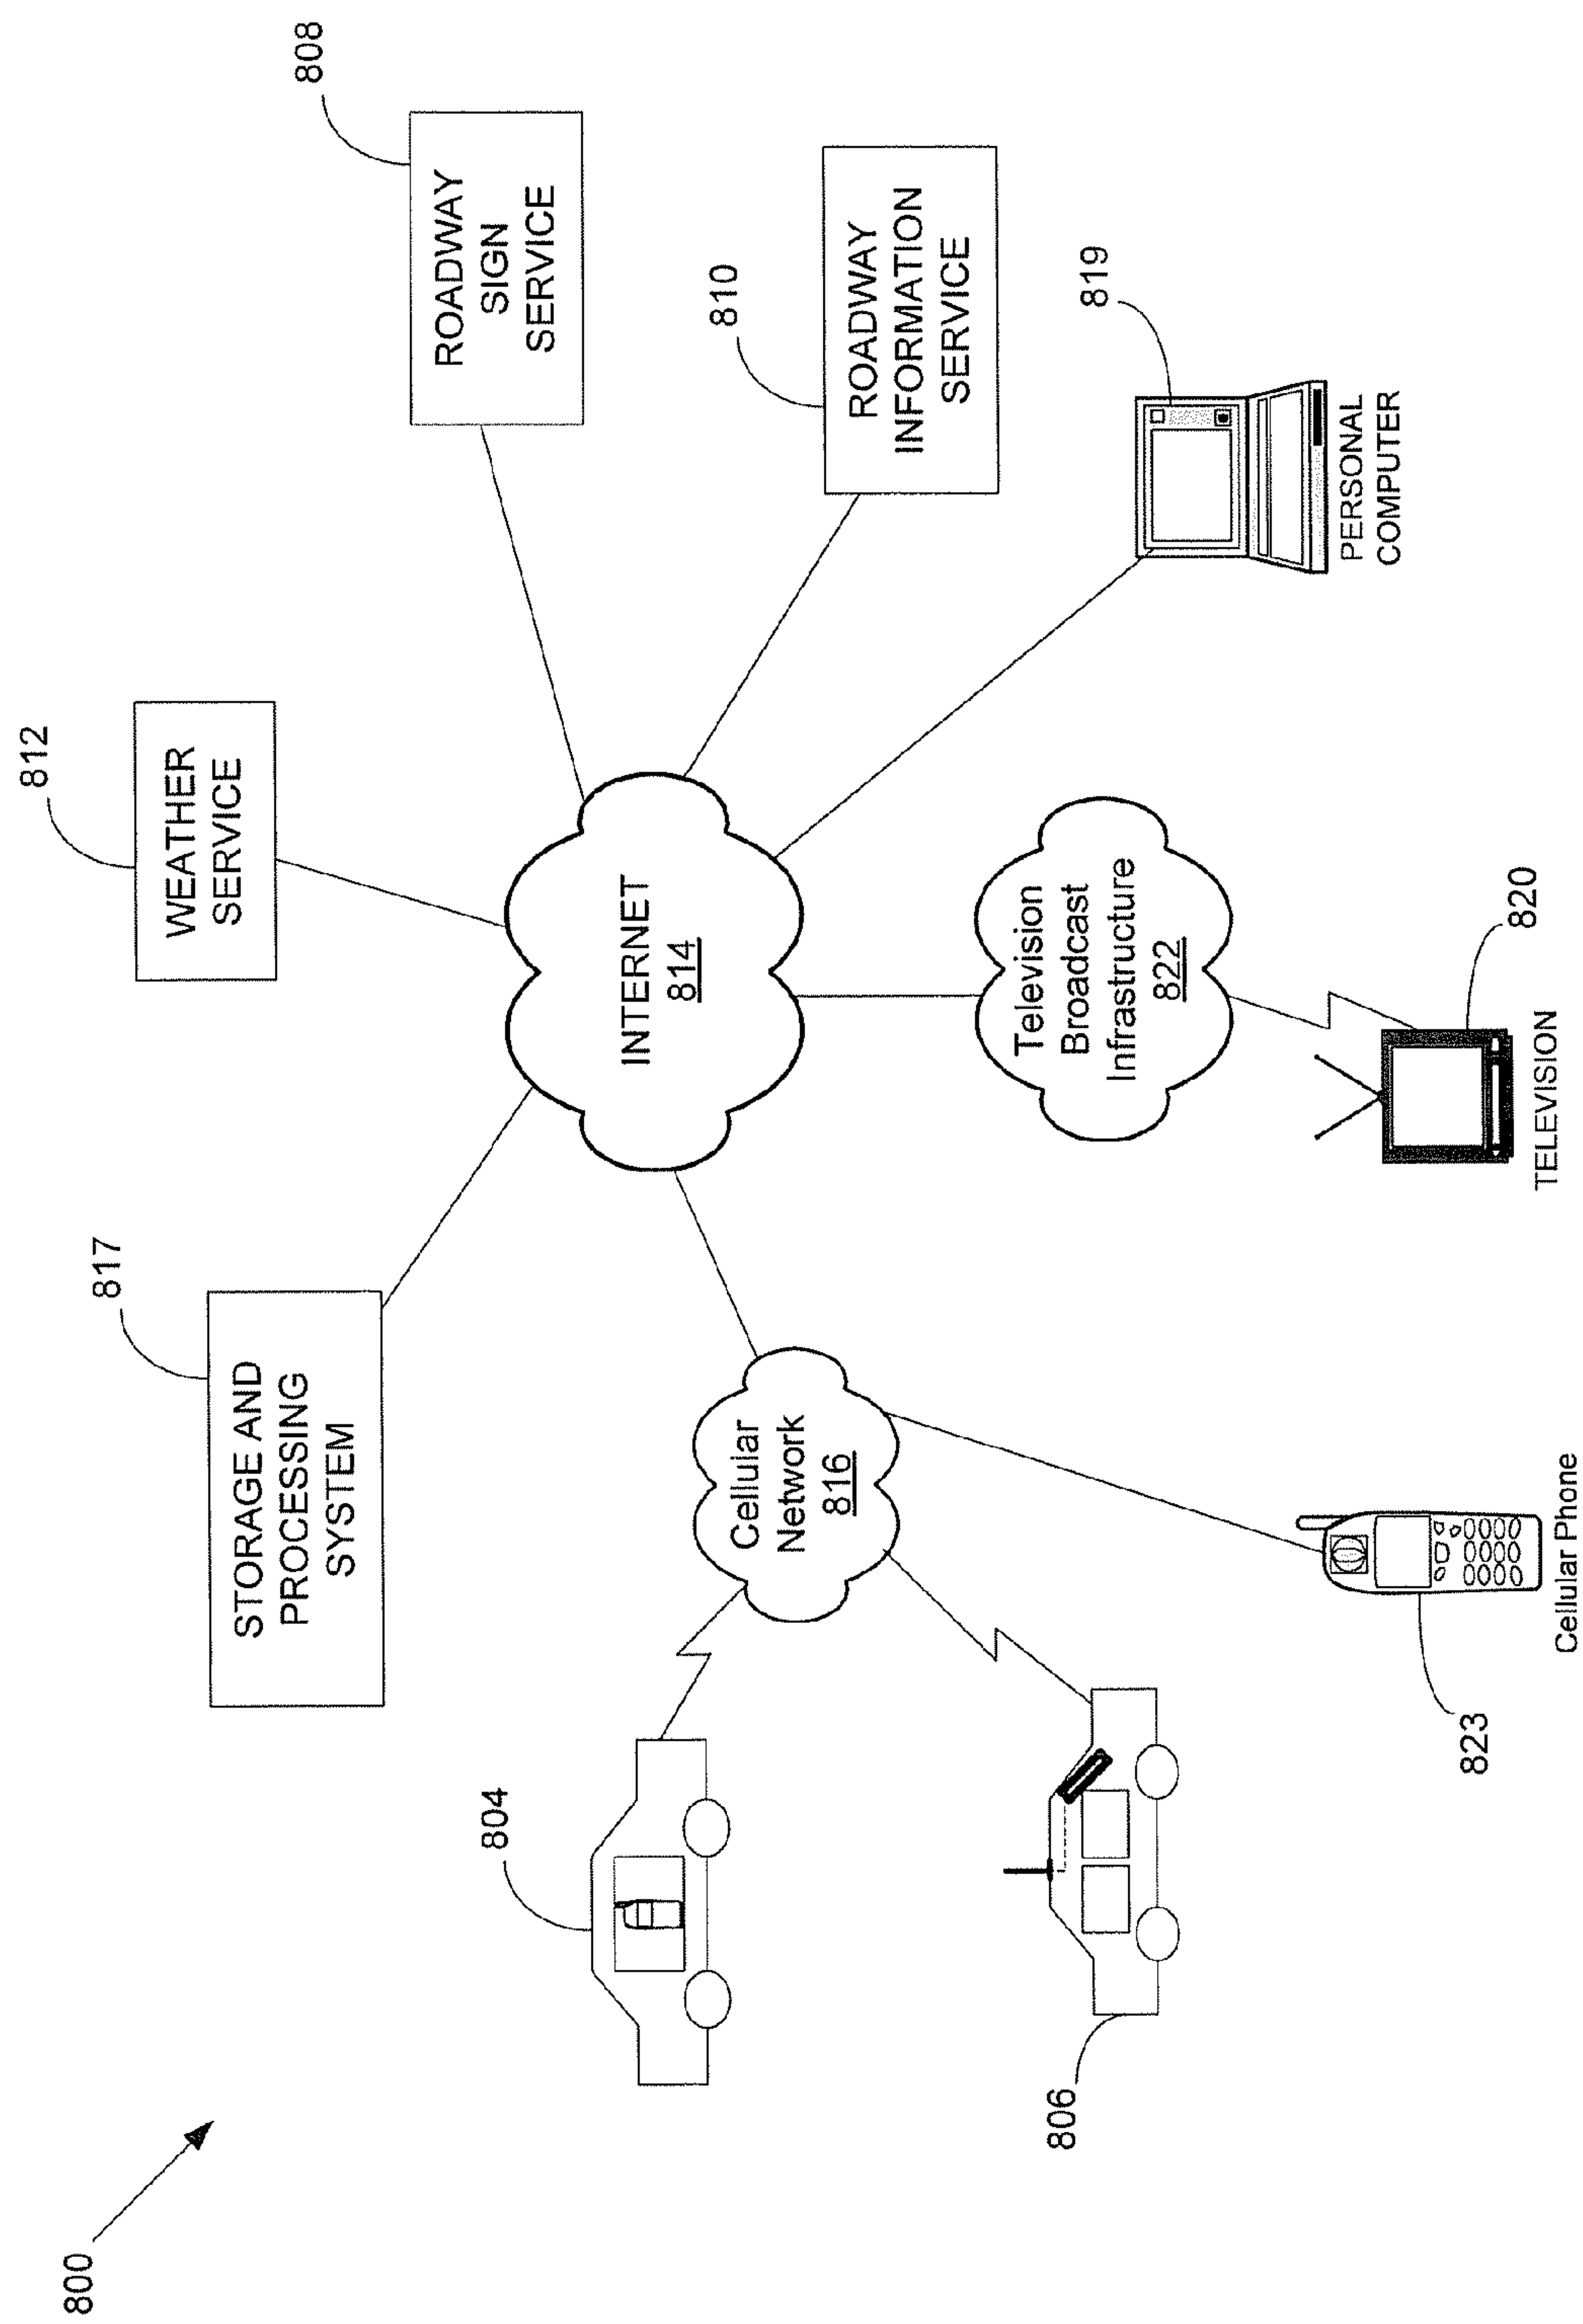 800
STORAGE AND
PROCESSING
SYSTEM
817
WEATHER
SERVICE
812
ROADWAY
SIGN
SERVICE
808
804
INTERNET
814
ROADWAY
INFORMATION
SERVICE
810
Cellular
Network
816
806
Television
Broadcast
Infrastructure
822
819
PERSONAL
COMPUTER
823
Cellular Phone
820
TELEVISION